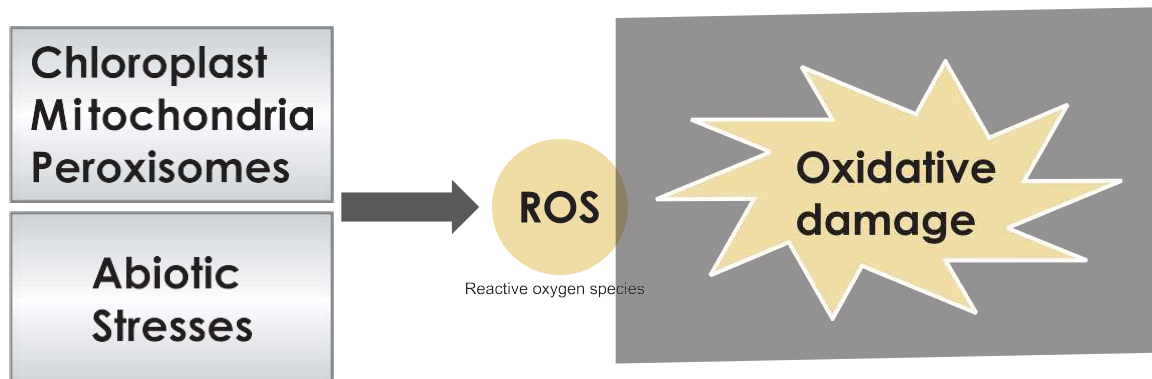 Chloroplast
Mitochondria
Peroxisomes
Abiotic
Stresses
ROS
Reactive oxygen species
Oxidative
damage